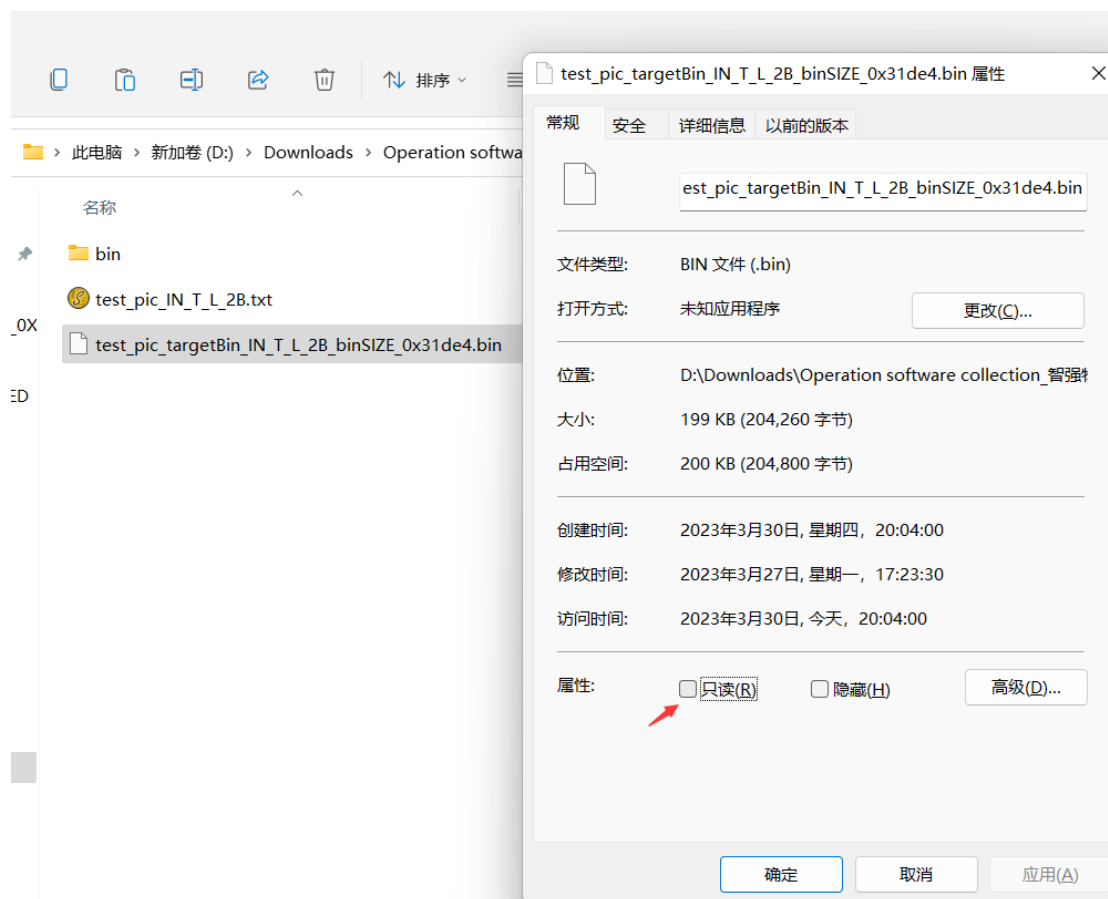 排序
test_pic_targetBin_IN_T_L_2B_binSIZE_0x31de4.bin 属性
常规 安全 详细信息 以前的版本
此电脑 › 新加卷 (D:) › Downloads › Operation softwa
est_pic_targetBin_IN_T_L_2B_binSIZE_0x31de4.bin
名称
bin
test_pic_IN_T_L_2B.txt
_0X
test_pic_targetBin_IN_T_L_2B_binSIZE_0x31de4.bin
ED
文件类型: BIN 文件 (.bin)
打开方式: 未知应用程序 更改(C)...
位置: D:\Downloads\Operation software collection_智强
大小: 199 KB (204,260 字节)
占用空间: 200 KB (204,800 字节)
创建时间: 2023年3月30日, 星期四，20:04:00
修改时间: 2023年3月27日, 星期一，17:23:30
访问时间: 2023年3月30日, 今天，20:04:00
属性: 只读(R) 隐藏(H) 高级(D)...
确定 取消 应用(A)